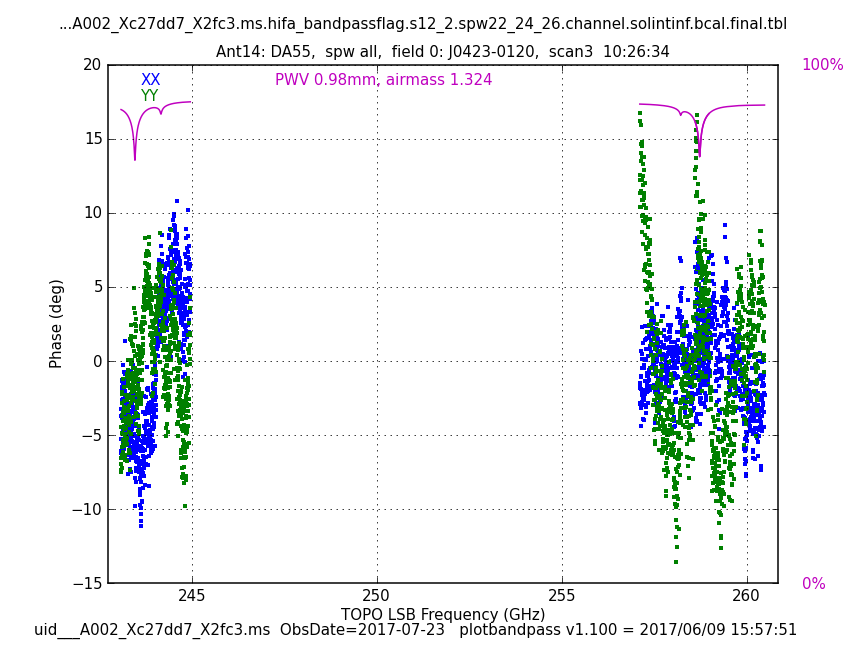 ...A002_Xc27dd7_X2fc3.ms.hifa_bandpassflag.s12_2.spw22_24_26.channel.solintinf.bcal.final.tbl
Ant14: DA55,  spw all,  field 0: J0423-0120,  scan3  10:26:34
20
100%
XX
PWV 0.98mm, airmass 1.324
YY
15
10
5
Phase (deg)
0
−5
−10
−15
0%
245
250
255
260
TOPO LSB Frequency (GHz)
uid___A002_Xc27dd7_X2fc3.ms  ObsDate=2017-07-23   plotbandpass v1.100 = 2017/06/09 15:57:51